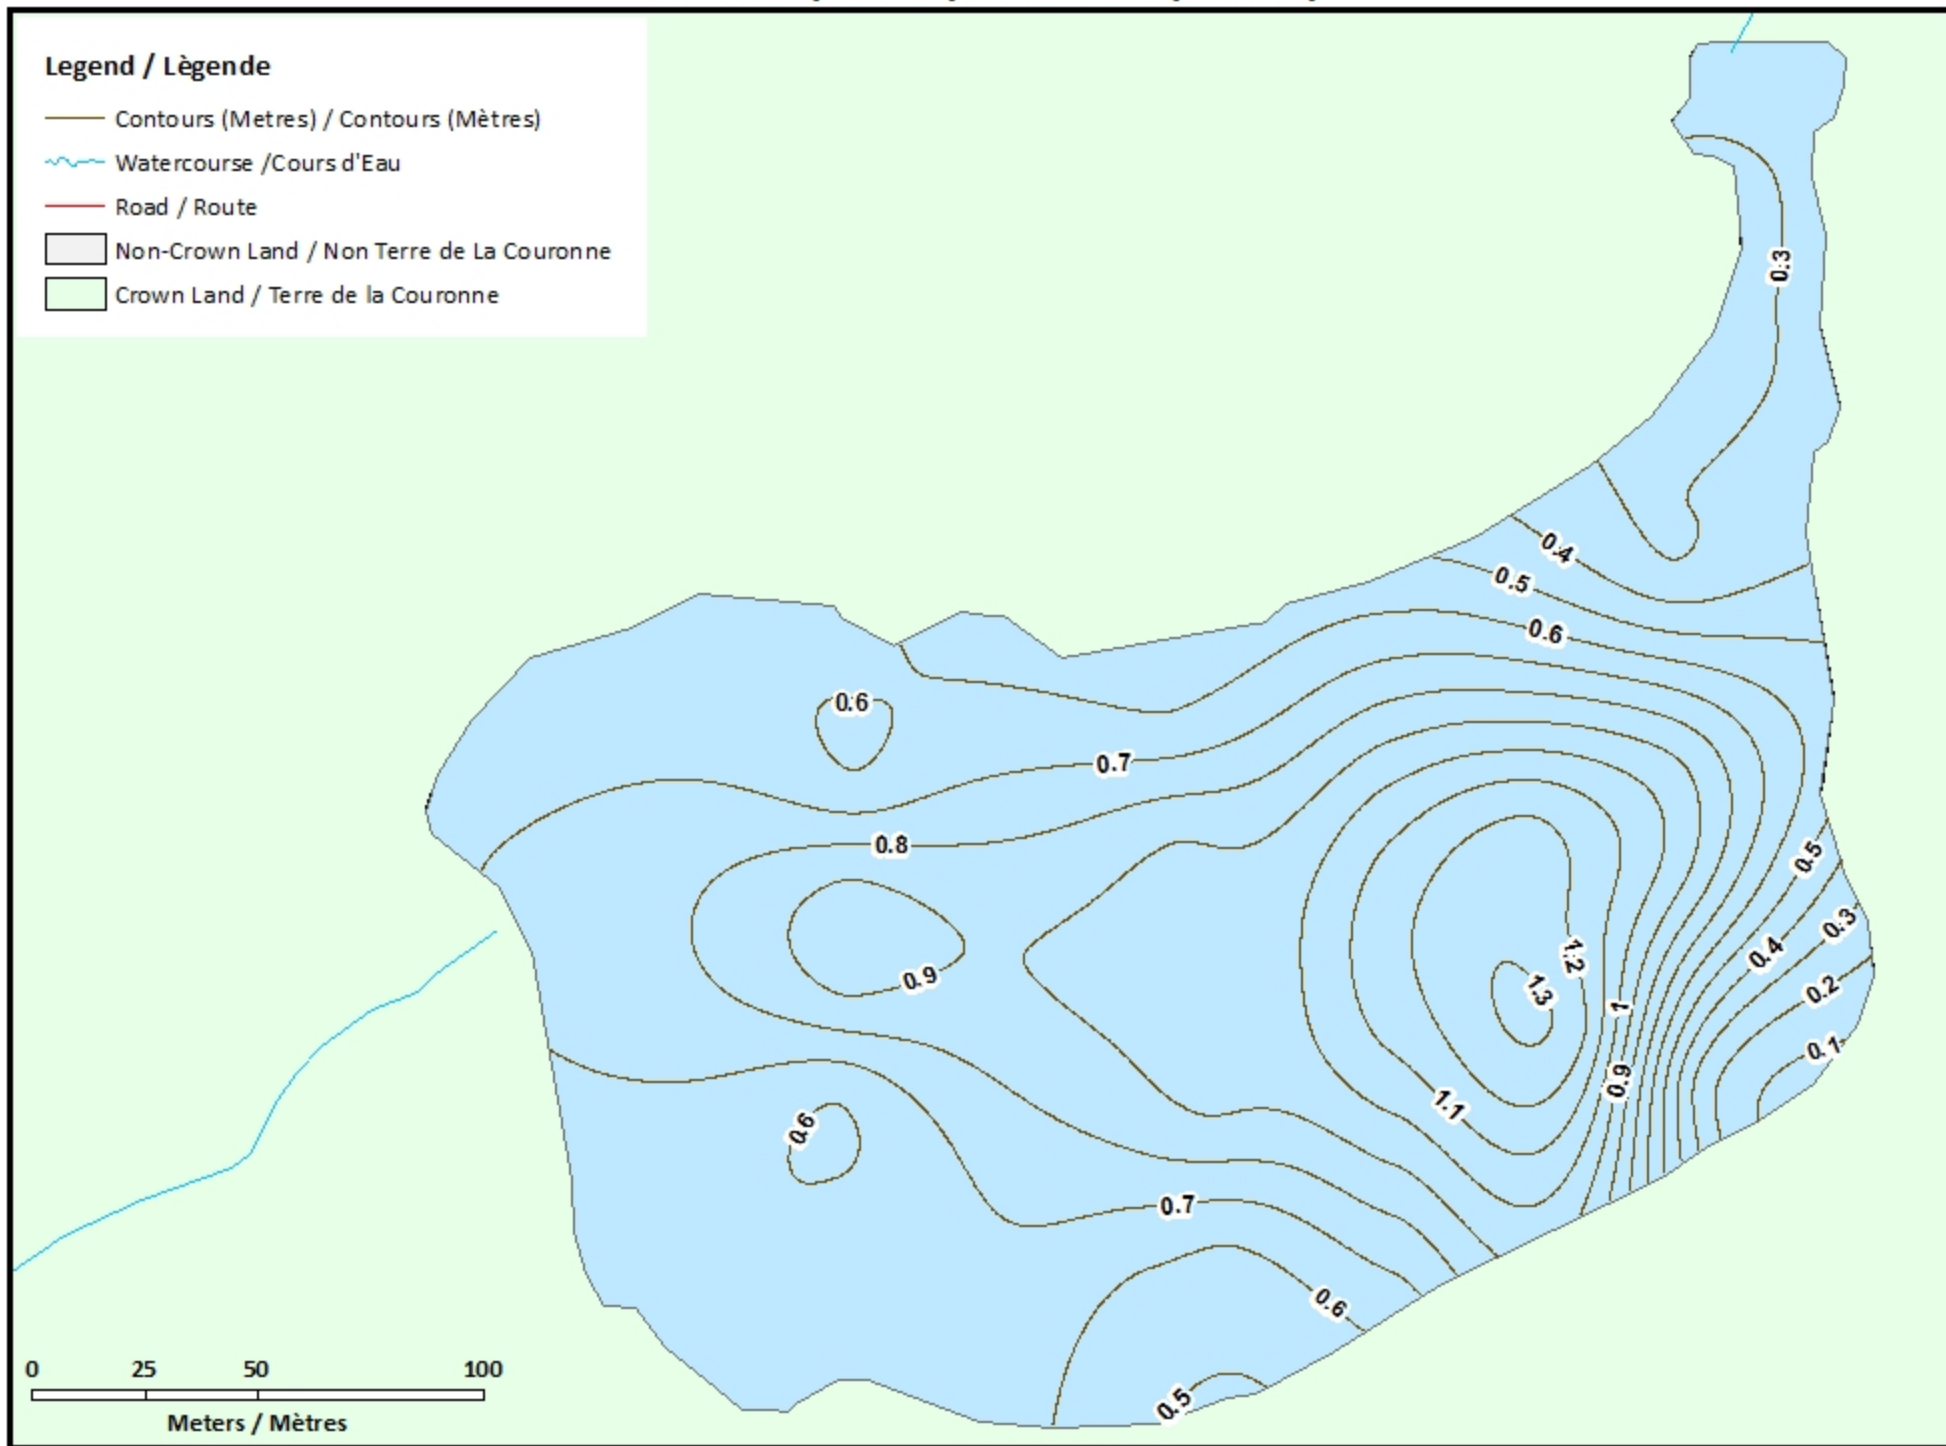 Legend / Lègende
Contours (Metres) / Contours (Mètres)
Watercourse /Cours d'Eau
Road / Route
Non-Crown Land / Non Terre de La Couronne
Crown Land / Terre de la Couronne
0.3
0.4
0.5
0.6
0.6
0.7
0.8
0.5
0.3
0.4
0.2
0.1
1.2
1.3
1
0.9
0.9
1.1
0.6
0.7
0.6
0.5
0 25 50 100
Meters / Mètres